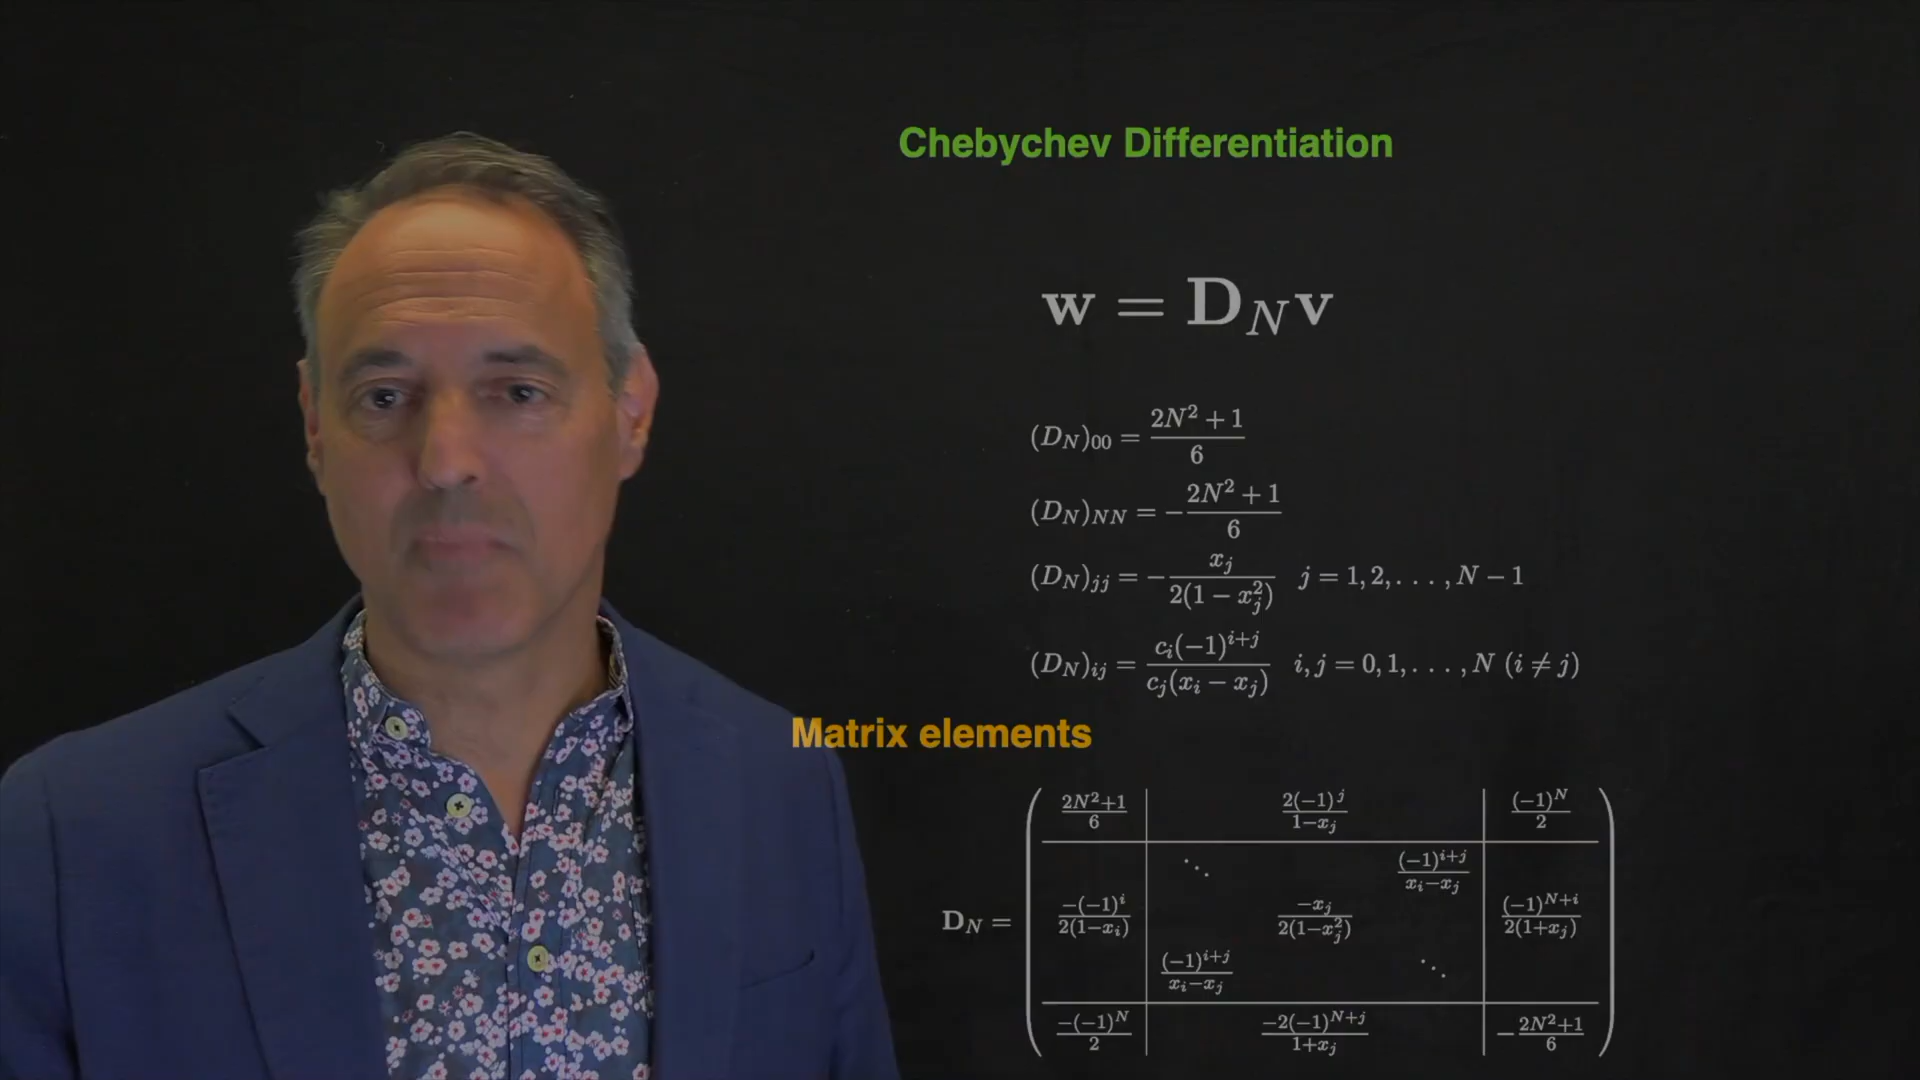 Chebychev Differentiation
w = D_N v
(D_N)_{00} = \frac{2N^2 + 1}{6}
(D_N)_{NN} = -\frac{2N^2 + 1}{6}
(D_N)_{jj} = -\frac{x_j}{2(1 - x_j^2)} j = 1, 2, . . . , N − 1
(D_N)_{ij} = \frac{c_i(-1)^{i+j}}{c_j(x_i - x_j)} i, j = 0, 1, . . . , N (i ≠ j)
Matrix elements
\frac{2N^2+1}{6} \frac{2(-1)^j}{1-x_j} \frac{(-1)^N}{2}
⋱ \frac{(-1)^{i+j}}{x_i-x_j}
D_N = \frac{-(-1)^i}{2(1-x_i)} \frac{-x_j}{2(1-x_j^2)} \frac{(-1)^{N+i}}{2(1+x_j)}
\frac{(-1)^{i+j}}{x_i-x_j} ⋱
\frac{-(-1)^N}{2} \frac{-2(-1)^{N+j}}{1+x_j} -\frac{2N^2+1}{6}